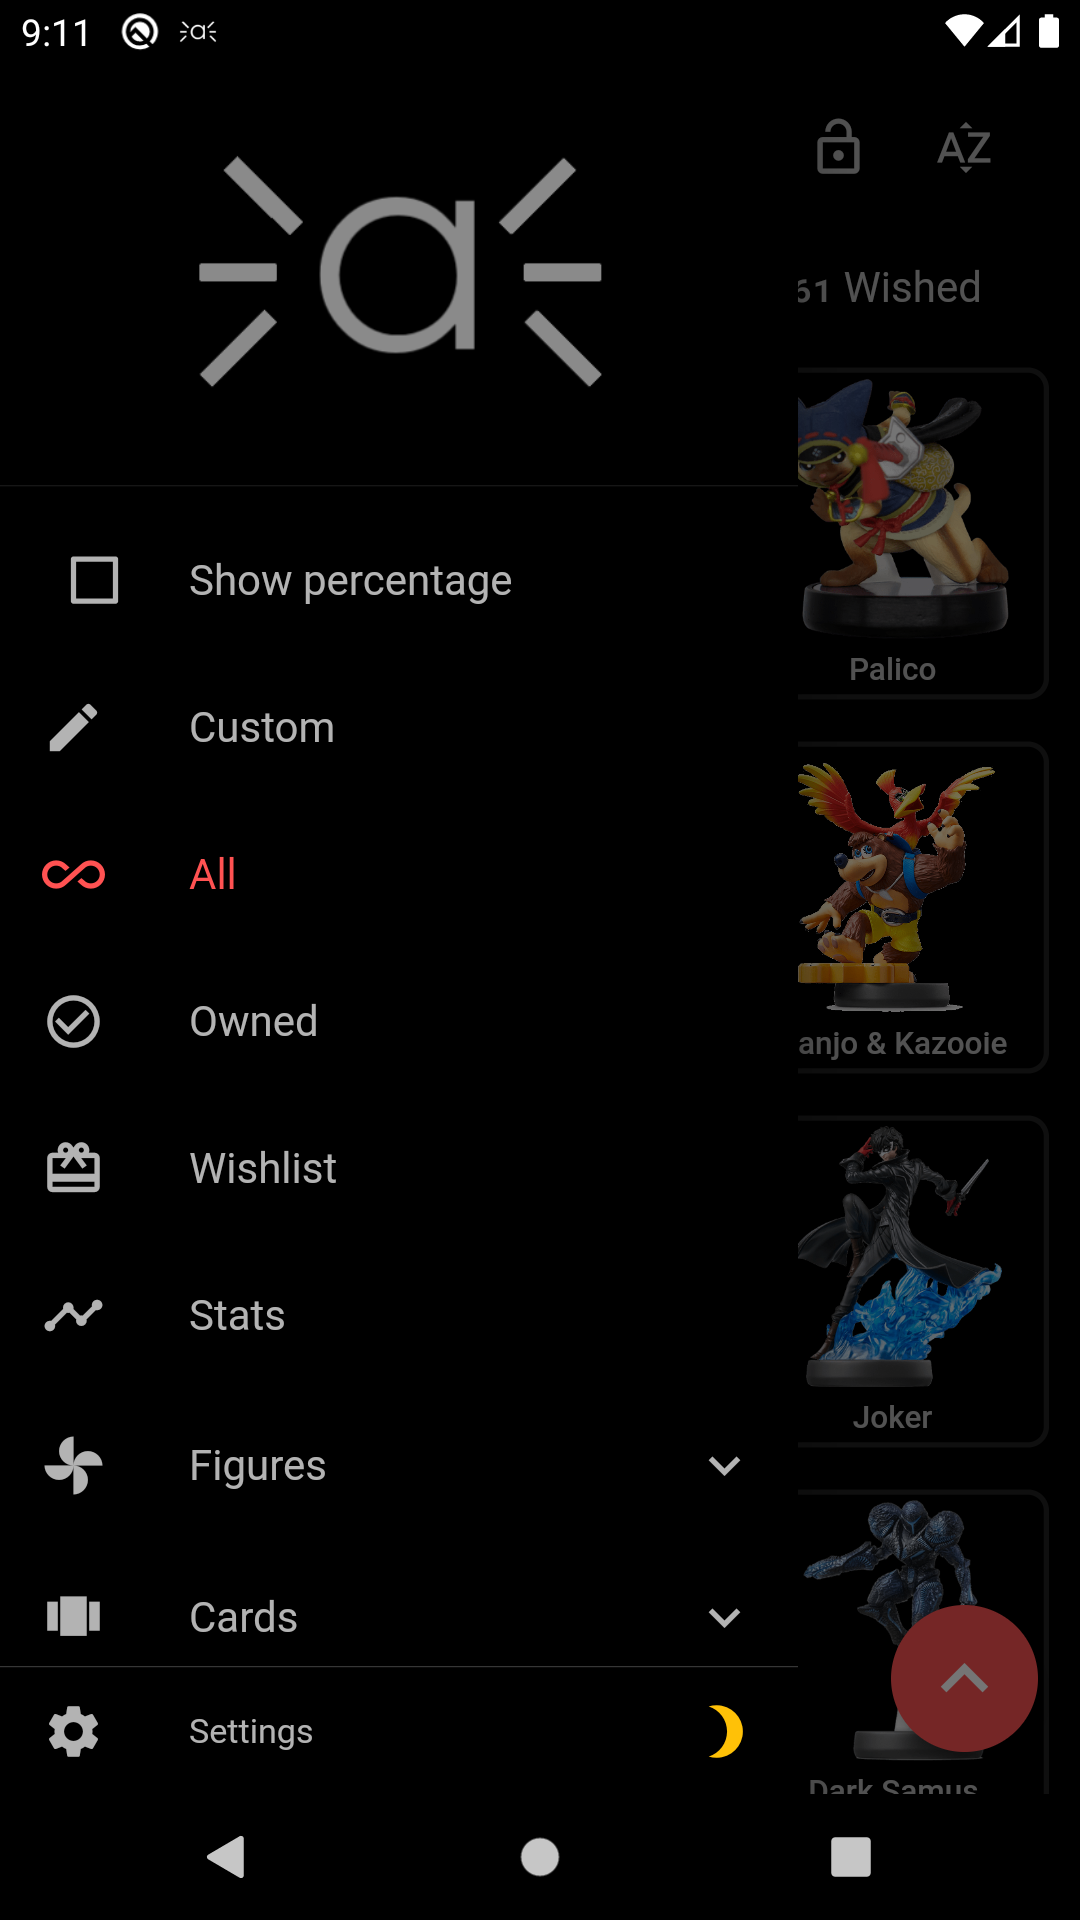 9:11
a
AZ
61 Wished
Show percentage
Palico
Custom
All
anjo & Kazooie
Owned
Wishlist
Stats
Joker
Figures
Cards
Settings
Dark Samus